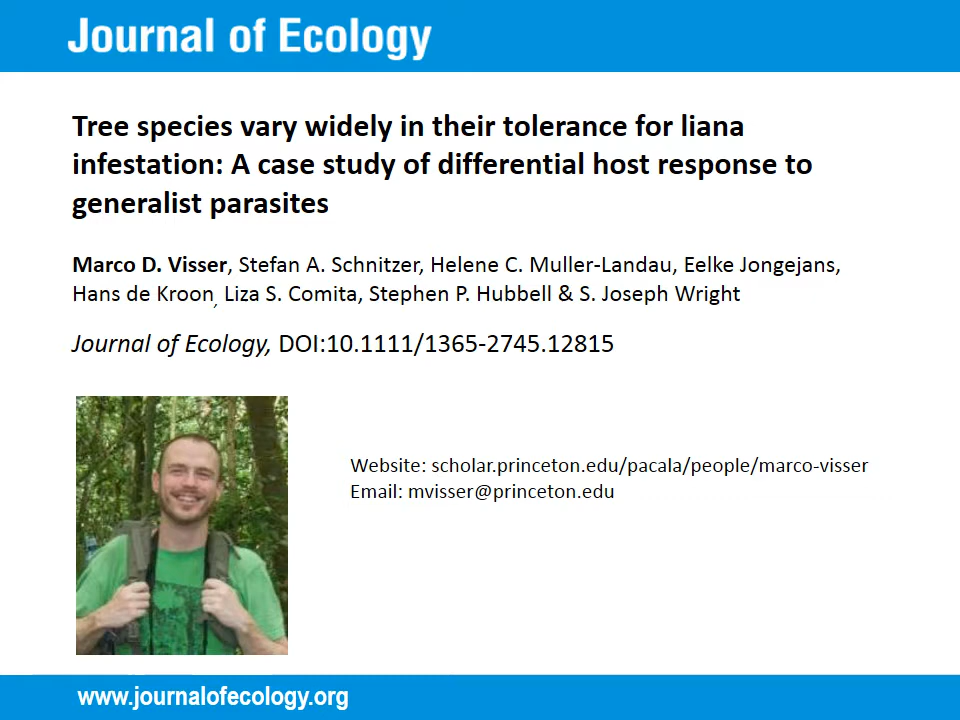 Journal of Ecology
Tree species vary widely in their tolerance for liana
infestation: A case study of differential host response to
generalist parasites
Marco D. Visser, Stefan A. Schnitzer, Helene C. Muller-Landau, Eelke Jongejans,
Hans de Kroon, Liza S. Comita, Stephen P. Hubbell & S. Joseph Wright
Journal of Ecology, DOI:10.1111/1365-2745.12815
Website: scholar.princeton.edu/pacala/people/marco-visser
Email: mvisser@princeton.edu
www.journalofecology.org